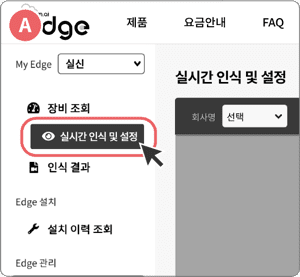 A
Edge
제품
요금안내
FAQ
My Edge
실신
실시간 인식 및 설정
장비 조회
회사명
선택
실시간 인식 및 설정
인식 결과
Edge 설치
설치 이력 조회
Edge 관리